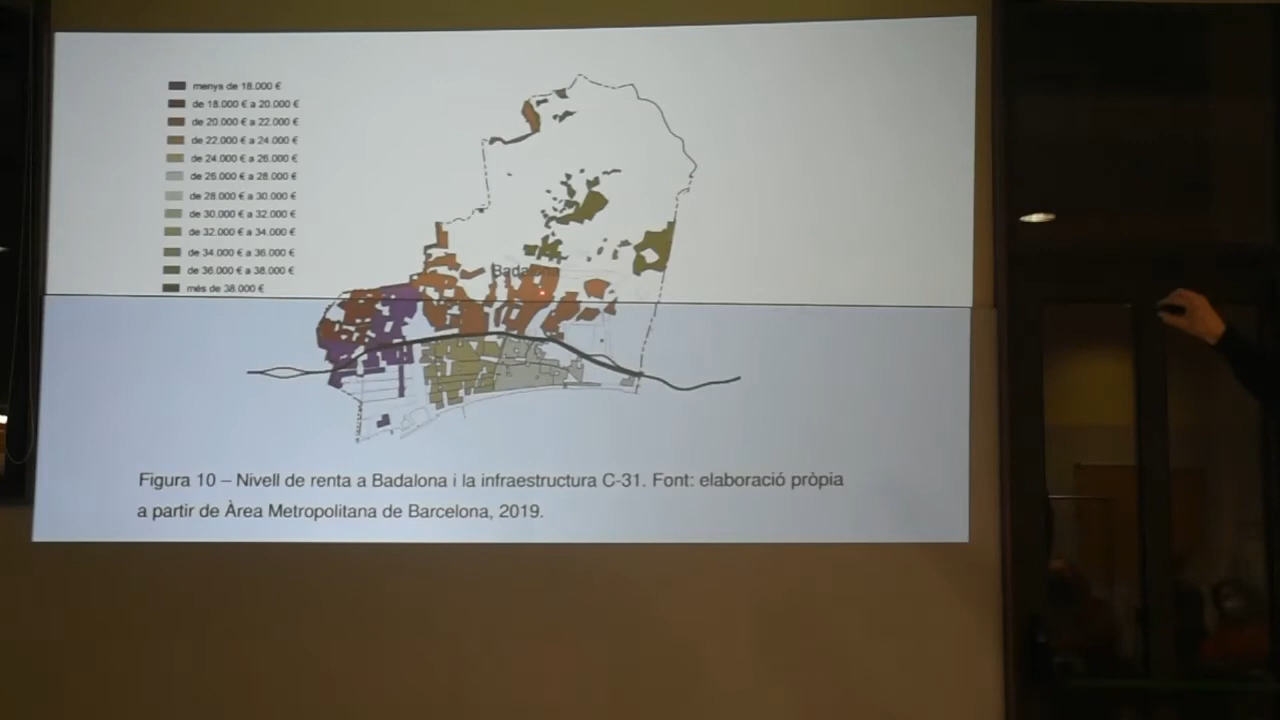 menys de 18.000 €
de 18.000 € a 20.000 €
de 20.000 € a 22.000 €
de 22.000 € a 24.000 €
de 24.000 € a 26.000 €
de 26.000 € a 28.000 €
de 28.000 € a 30.000 €
de 30.000 € a 32.000 €
de 32.000 € a 34.000 €
de 34.000 € a 36.000 €
de 36.000 € a 38.000 €
més de 38.000 €
Badalona
Figura 10 – Nivell de renta a Badalona i la infraestructura C-31. Font: elaboració pròpia
a partir de Àrea Metropolitana de Barcelona, 2019.